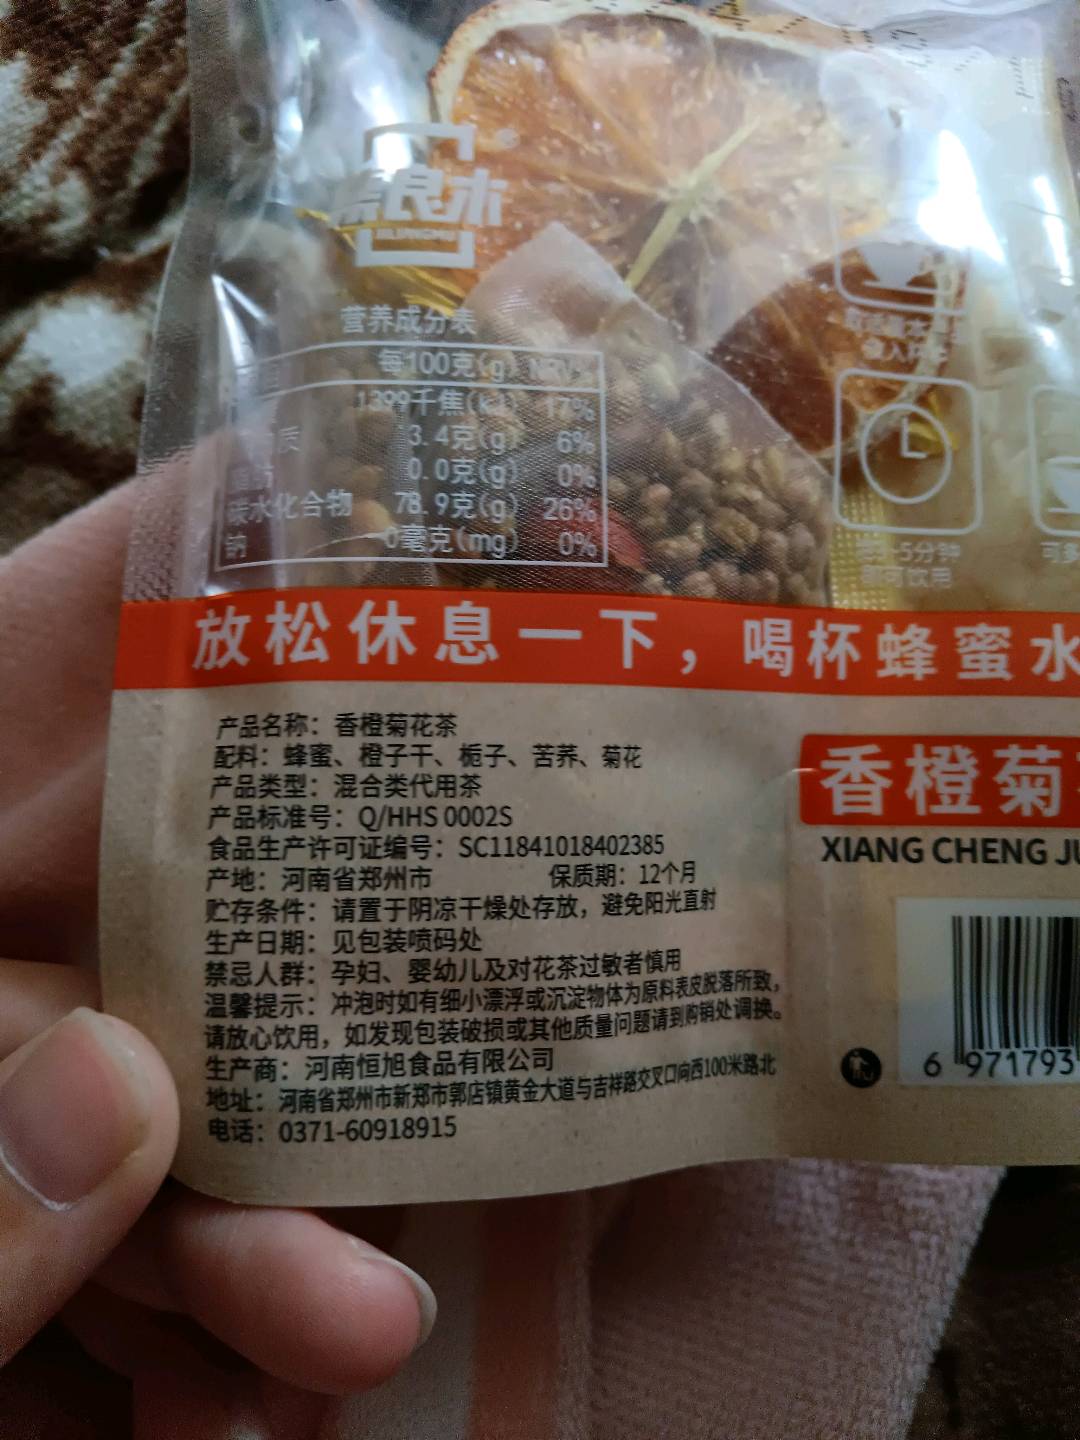 营养成分表
每100克(g)
1399千焦(kJ) 17%
3.4克(g) 6%
0.0克(g) 0%
碳水化合物 78.9克(g) 26%
钠 0毫克(mg) 0%
5分钟
即可饮用
可多
放松休息一下，喝杯蜂蜜水
产品名称：香橙菊花茶
配料：蜂蜜、橙子干、栀子、苦荞、菊花
产品类型：混合类代用茶
产品标准号：Q/HHS 0002S
食品生产许可证编号：SC11841018402385
产地：河南省郑州市 保质期：12个月
贮存条件：请置于阴凉干燥处存放，避免阳光直射
生产日期：见包装喷码处
禁忌人群：孕妇、婴幼儿及对花茶过敏者慎用
温馨提示：冲泡时如有细小漂浮或沉淀物体为原料表皮脱落所致，
请放心饮用，如发现包装破损或其他质量问题请到购销处调换。
生产商：河南恒旭食品有限公司
地址：河南省郑州市新郑市郭店镇黄金大道与吉祥路交叉口向西100米路北
电话：0371-60918915
香橙菊
XIANG CHENG JU
6 971793